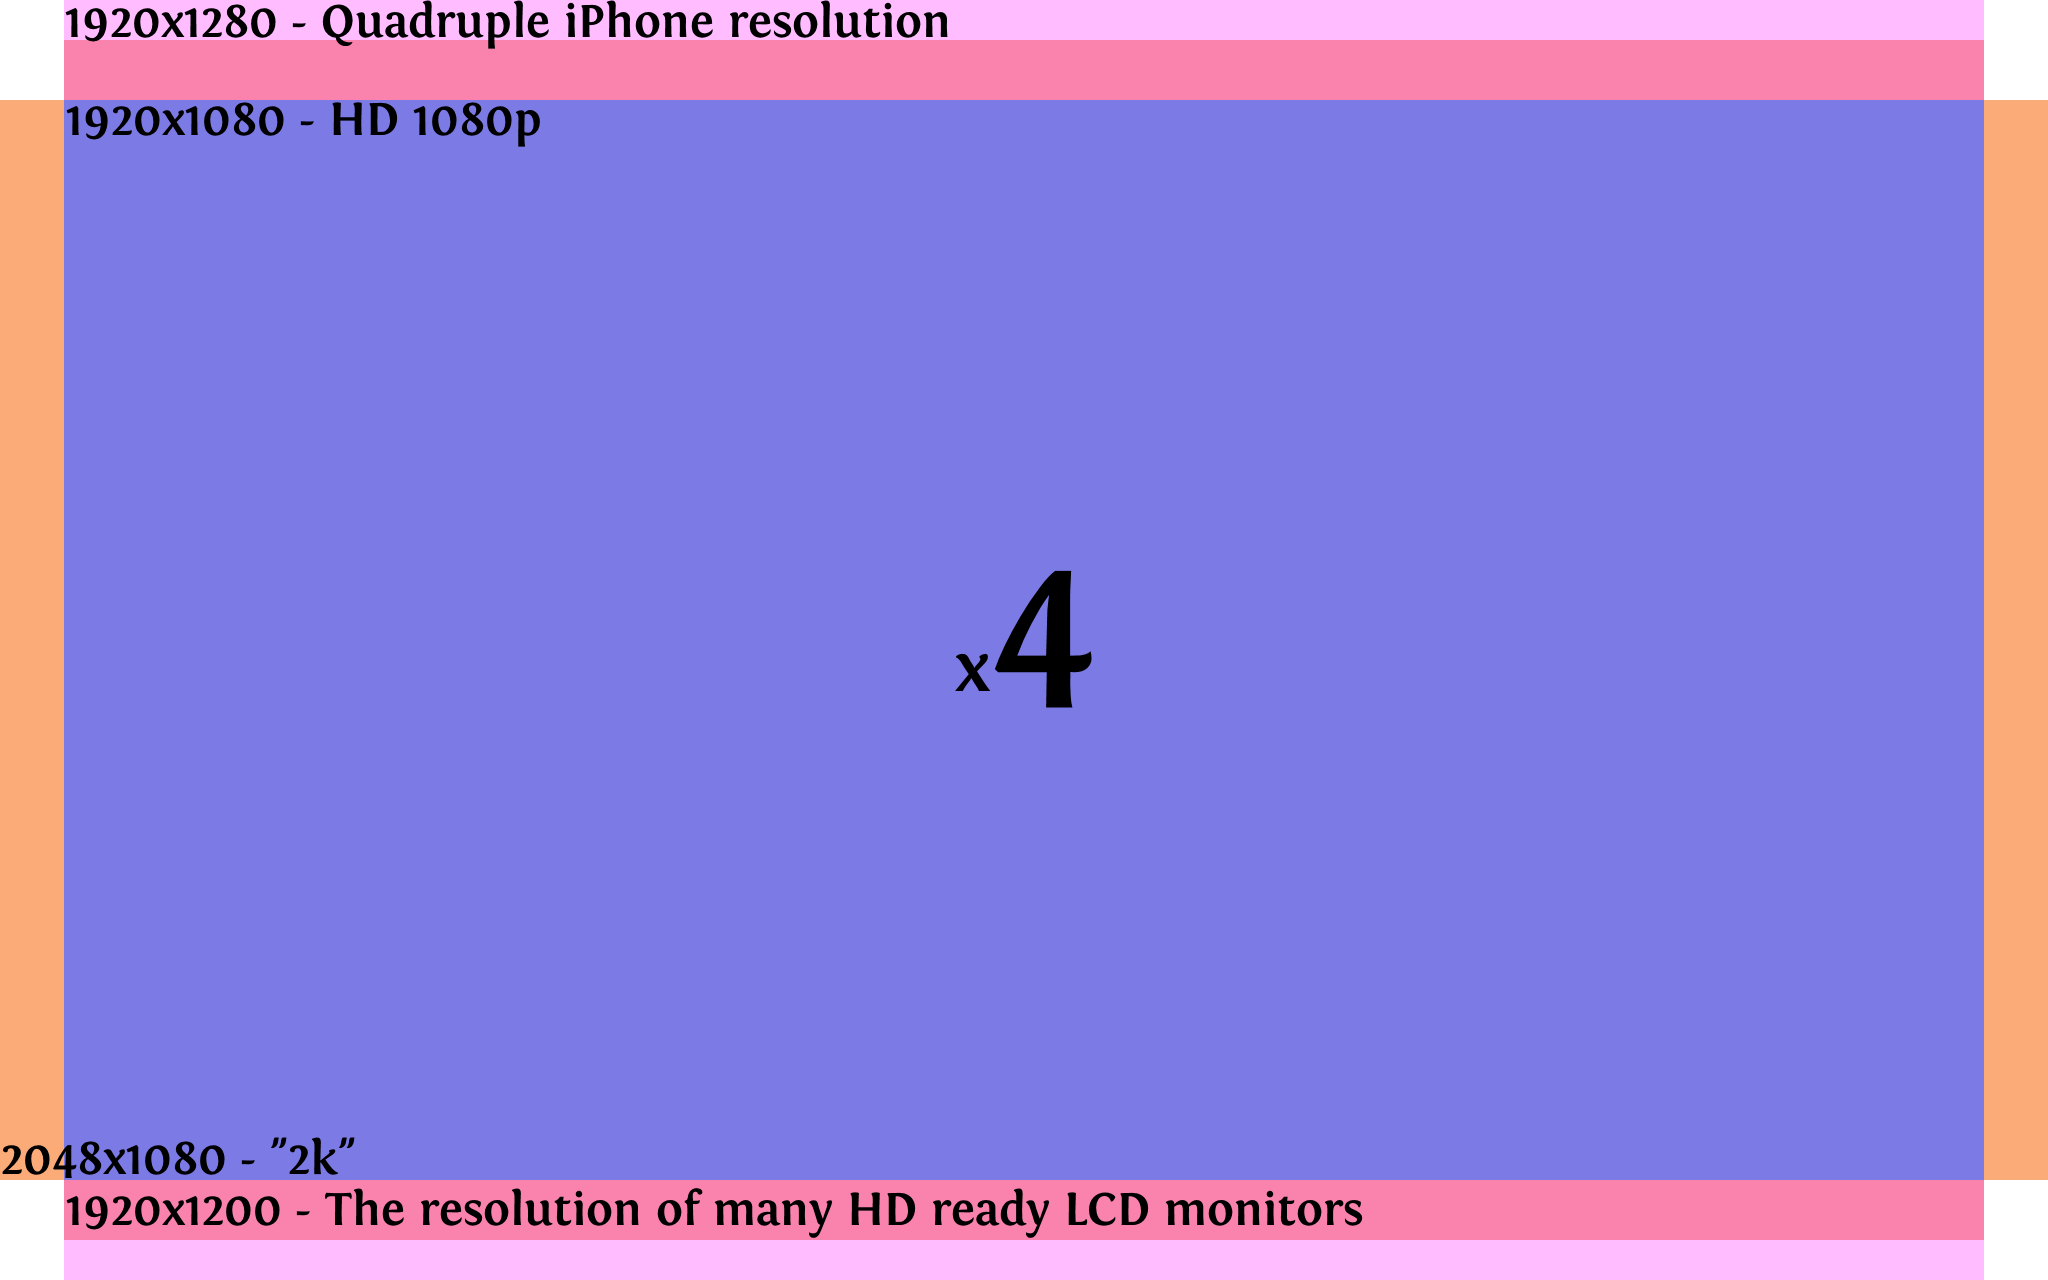 1920x1280 - Quadruple iPhone resolution
1920x1080 - HD 1080p
x4
2048x1080 - "2k"
1920x1200 - The resolution of many HD ready LCD monitors